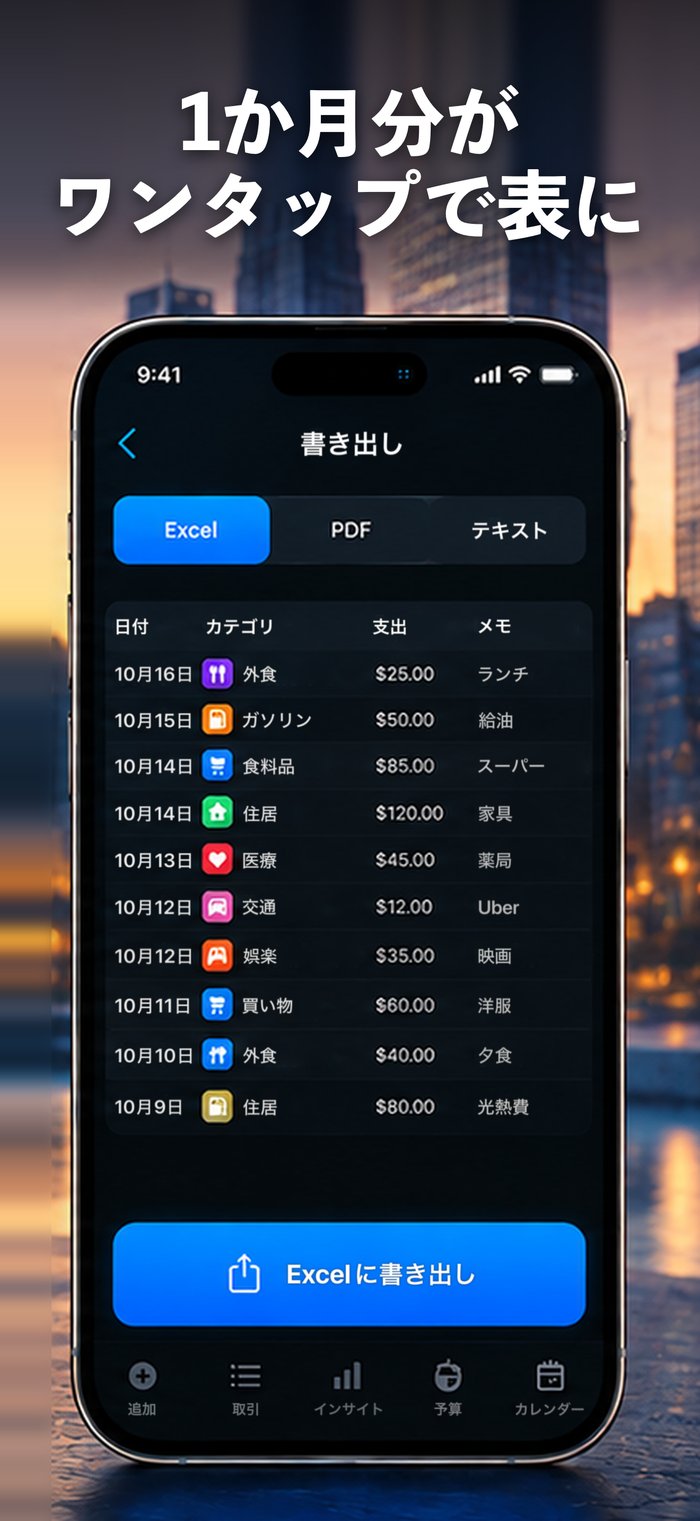 1か月分が
ワンタップで表に
9:41
書き出し
Excel PDF テキスト
日付 カテゴリ 支出 メモ
10月16日 外食 $25.00 ランチ
10月15日 ガソリン $50.00 給油
10月14日 食料品 $85.00 スーパー
10月14日 住居 $120.00 家具
10月13日 医療 $45.00 薬局
10月12日 交通 $12.00 Uber
10月12日 娯楽 $35.00 映画
10月11日 買い物 $60.00 洋服
10月10日 外食 $40.00 夕食
10月9日 住居 $80.00 光熱費
Excelに書き出し
追加 取引 インサイト 予算 カレンダー